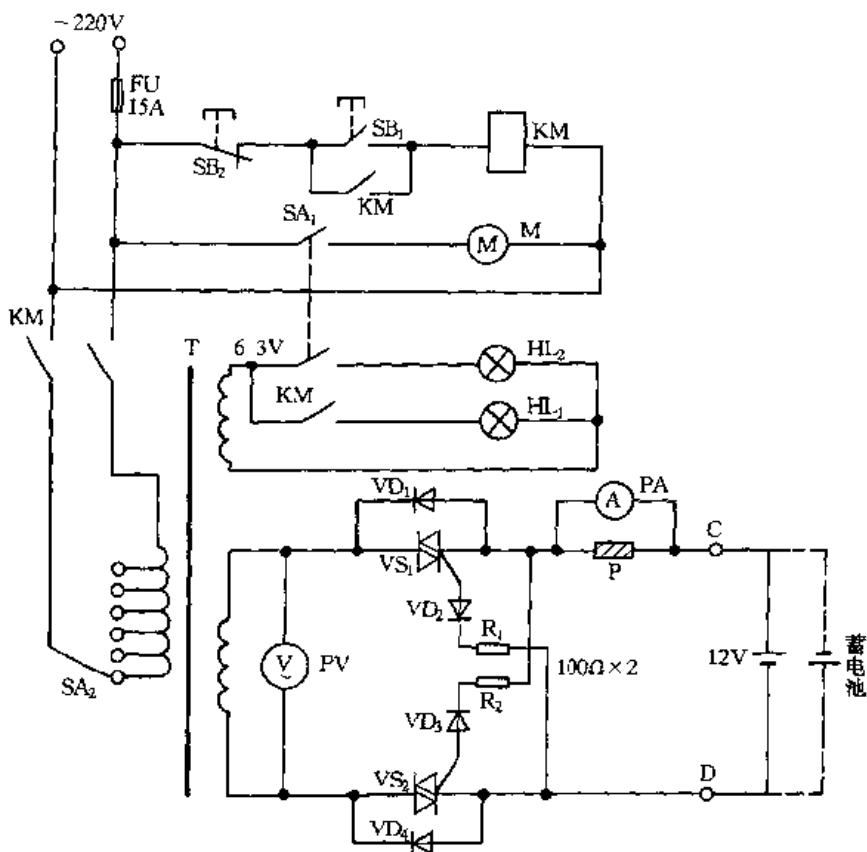 ~220V
FU
15A
SB₂
SB₁
KM
KM
SA₁
M
M
KM
T
6 3V
HL₂
KM
HL₁
VD₁
PA
A
C
VS₁
P
VD₂
R₁
V
PV
100Ω×2
12V
蓄电池
SA₂
R₂
VD₃
D
VS₂
VD₄